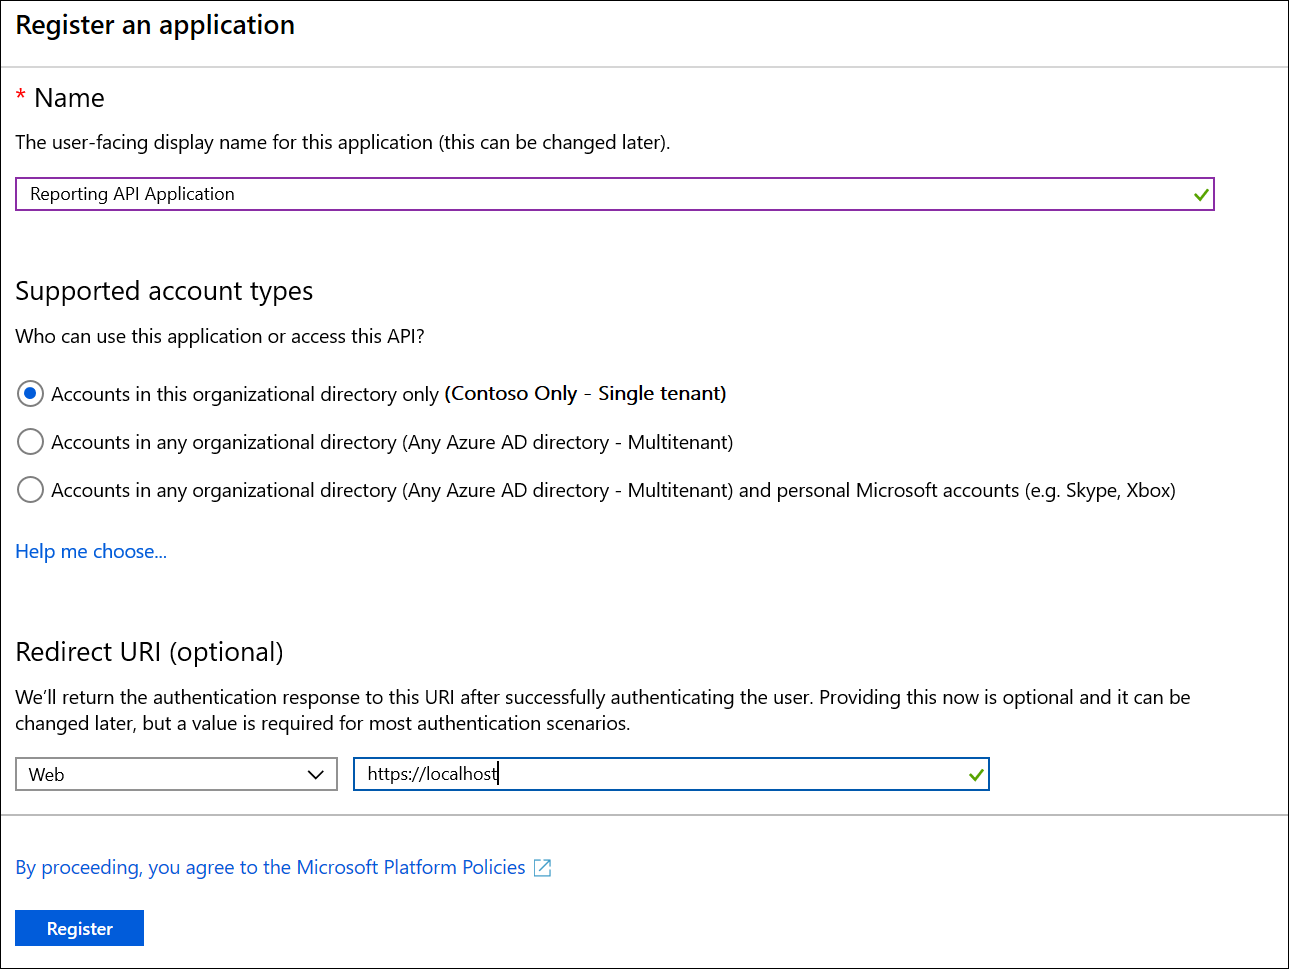 Register an application
* Name
The user-facing display name for this application (this can be changed later).
Reporting API Application
Supported account types
Who can use this application or access this API?
Accounts in this organizational directory only (Contoso Only - Single tenant)
Accounts in any organizational directory (Any Azure AD directory - Multitenant)
Accounts in any organizational directory (Any Azure AD directory - Multitenant) and personal Microsoft accounts (e.g. Skype, Xbox)
Help me choose...
Redirect URI (optional)
We'll return the authentication response to this URI after successfully authenticating the user. Providing this now is optional and it can be
changed later, but a value is required for most authentication scenarios.
Web https://localhost
By proceeding, you agree to the Microsoft Platform Policies
Register